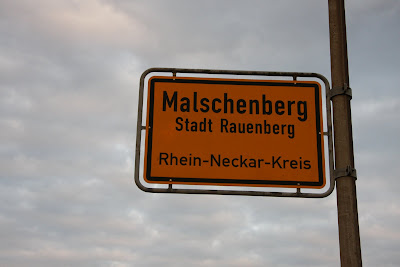 Malschenberg
Stadt Rauenberg
Rhein-Neckar-Kreis